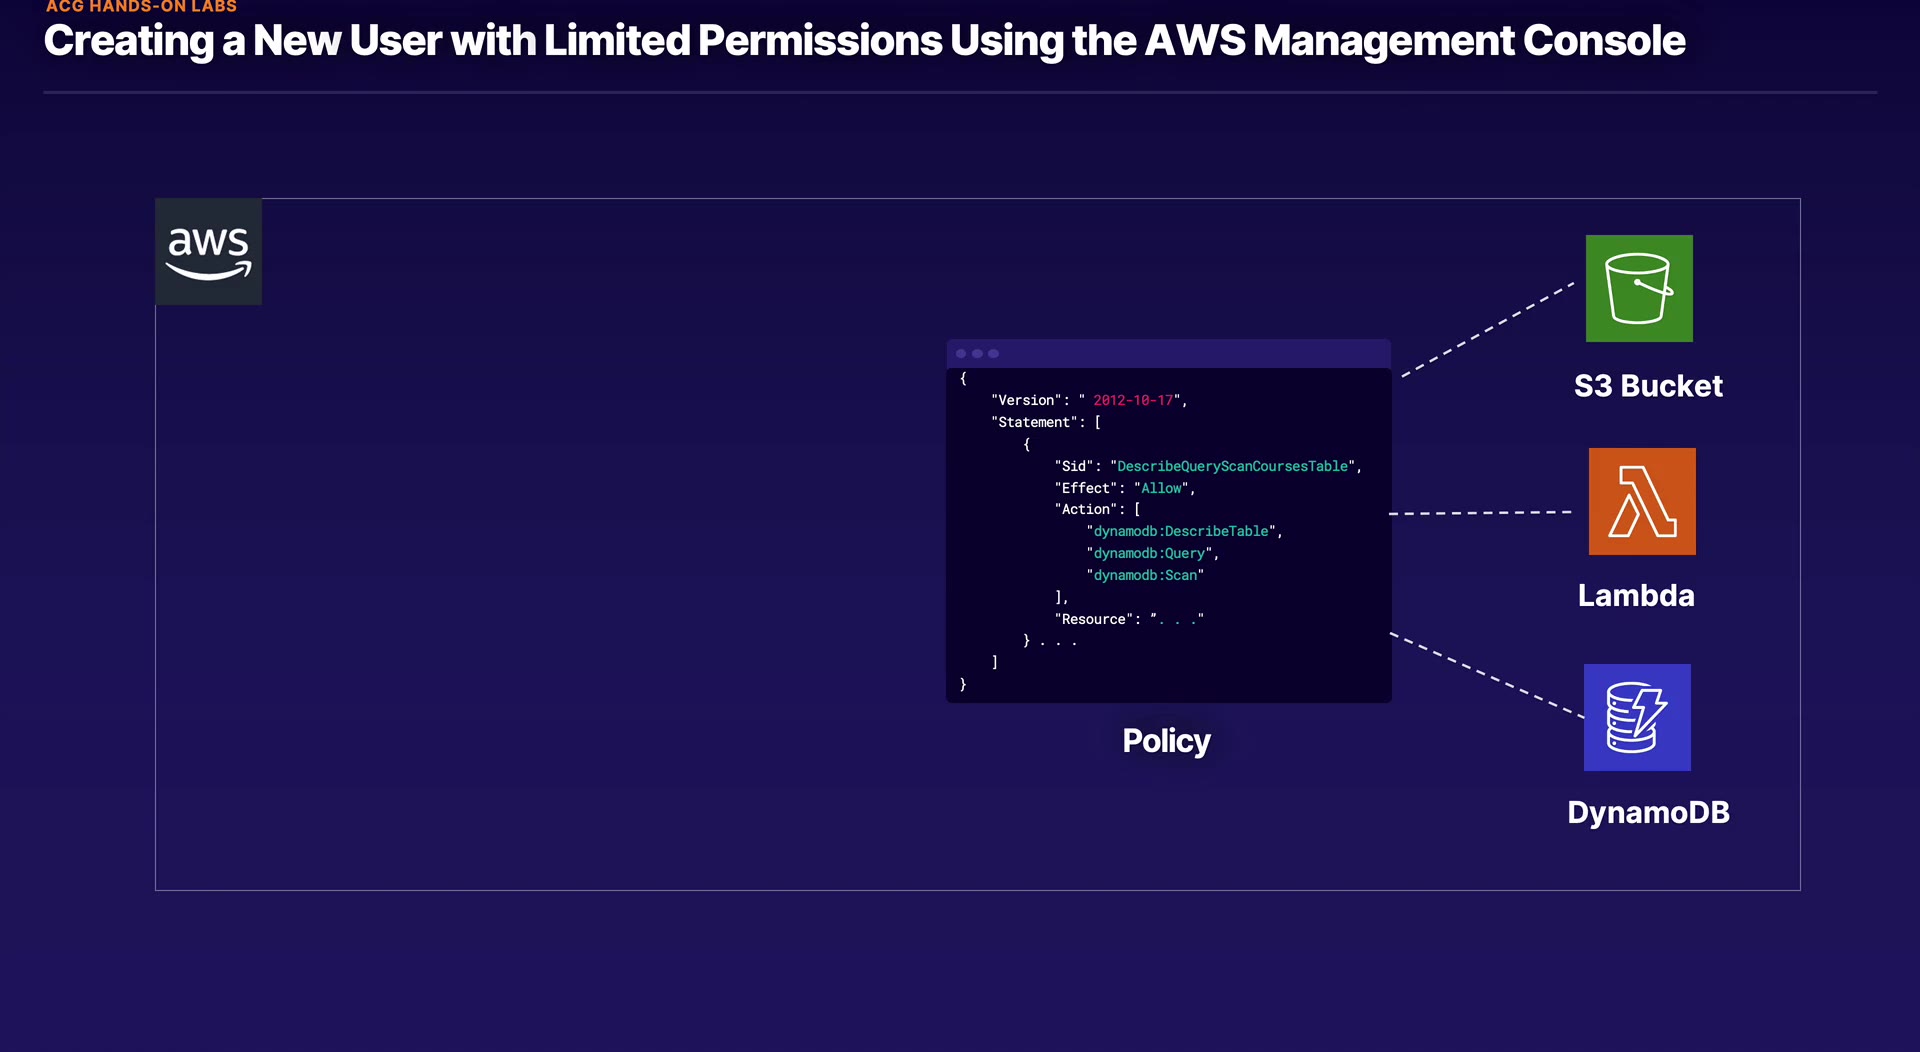 ACG HANDS-ON LABS
Creating a New User with Limited Permissions Using the AWS Management Console
aws
{
"Version": " 2012-10-17",
"Statement": [
{
"Sid": "DescribeQueryScanCoursesTable",
"Effect": "Allow",
"Action": [
"dynamodb:DescribeTable",
"dynamodb:Query",
"dynamodb:Scan"
],
"Resource": ”. . ."
} . . .
]
}
Policy
S3 Bucket
Lambda
DynamoDB